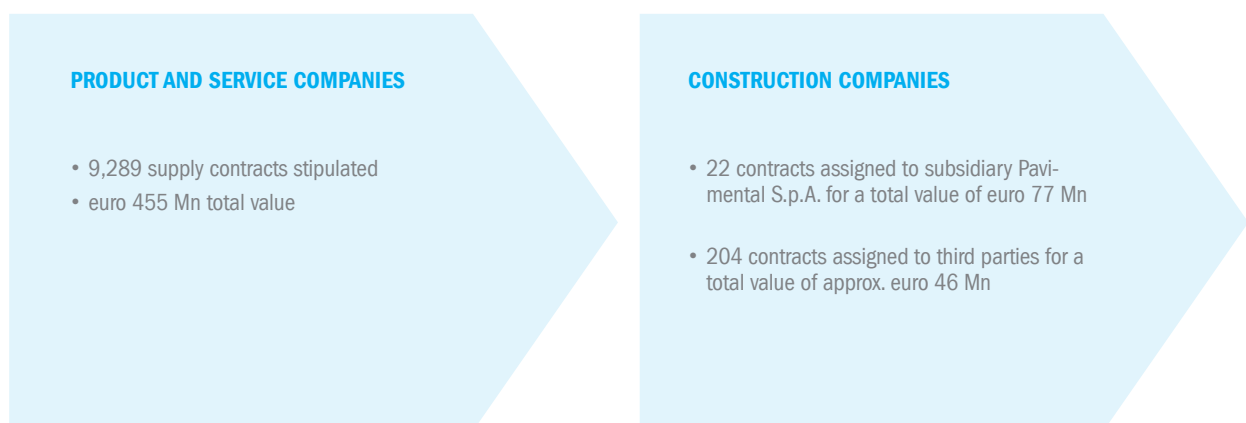 PRODUCT AND SERVICE COMPANIES
• 9,289 supply contracts stipulated
• euro 455 Mn total value
CONSTRUCTION COMPANIES
• 22 contracts assigned to subsidiary Pavi-
mental S.p.A. for a total value of euro 77 Mn
• 204 contracts assigned to third parties for a
total value of approx. euro 46 Mn